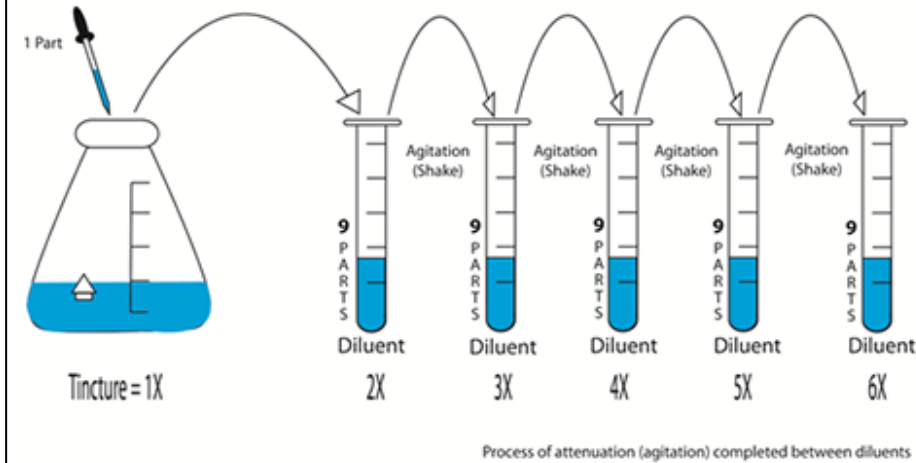 1 Part
Agitation
(Shake)
Agitation
(Shake)
Agitation
(Shake)
Agitation
(Shake)
9
PARTS
9
PARTS
9
PARTS
9
PARTS
9
PARTS
Diluent
Diluent
Diluent
Diluent
Diluent
Tincture = 1X
2X
3X
4X
5X
6X
Process of attenuation (agitation) completed between diluents